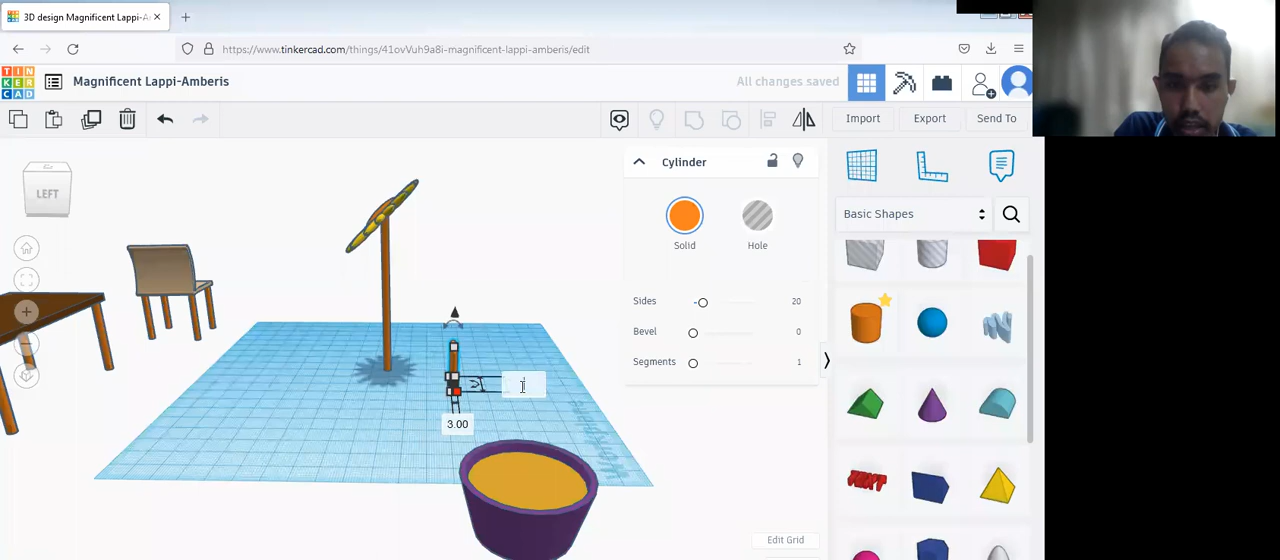 3D design Magnificent Lappi-A
https://www.tinkercad.com/things/41ovVuh9a8i-magnificent-lappi-amberis/edit
TIN
KER
CAD
Magnificent Lappi-Amberis
All changes saved
Import
Export
Send To
LEFT
Cylinder
Solid
Hole
Sides
20
Bevel
0
Segments
1
Basic Shapes
3.00
Edit Grid